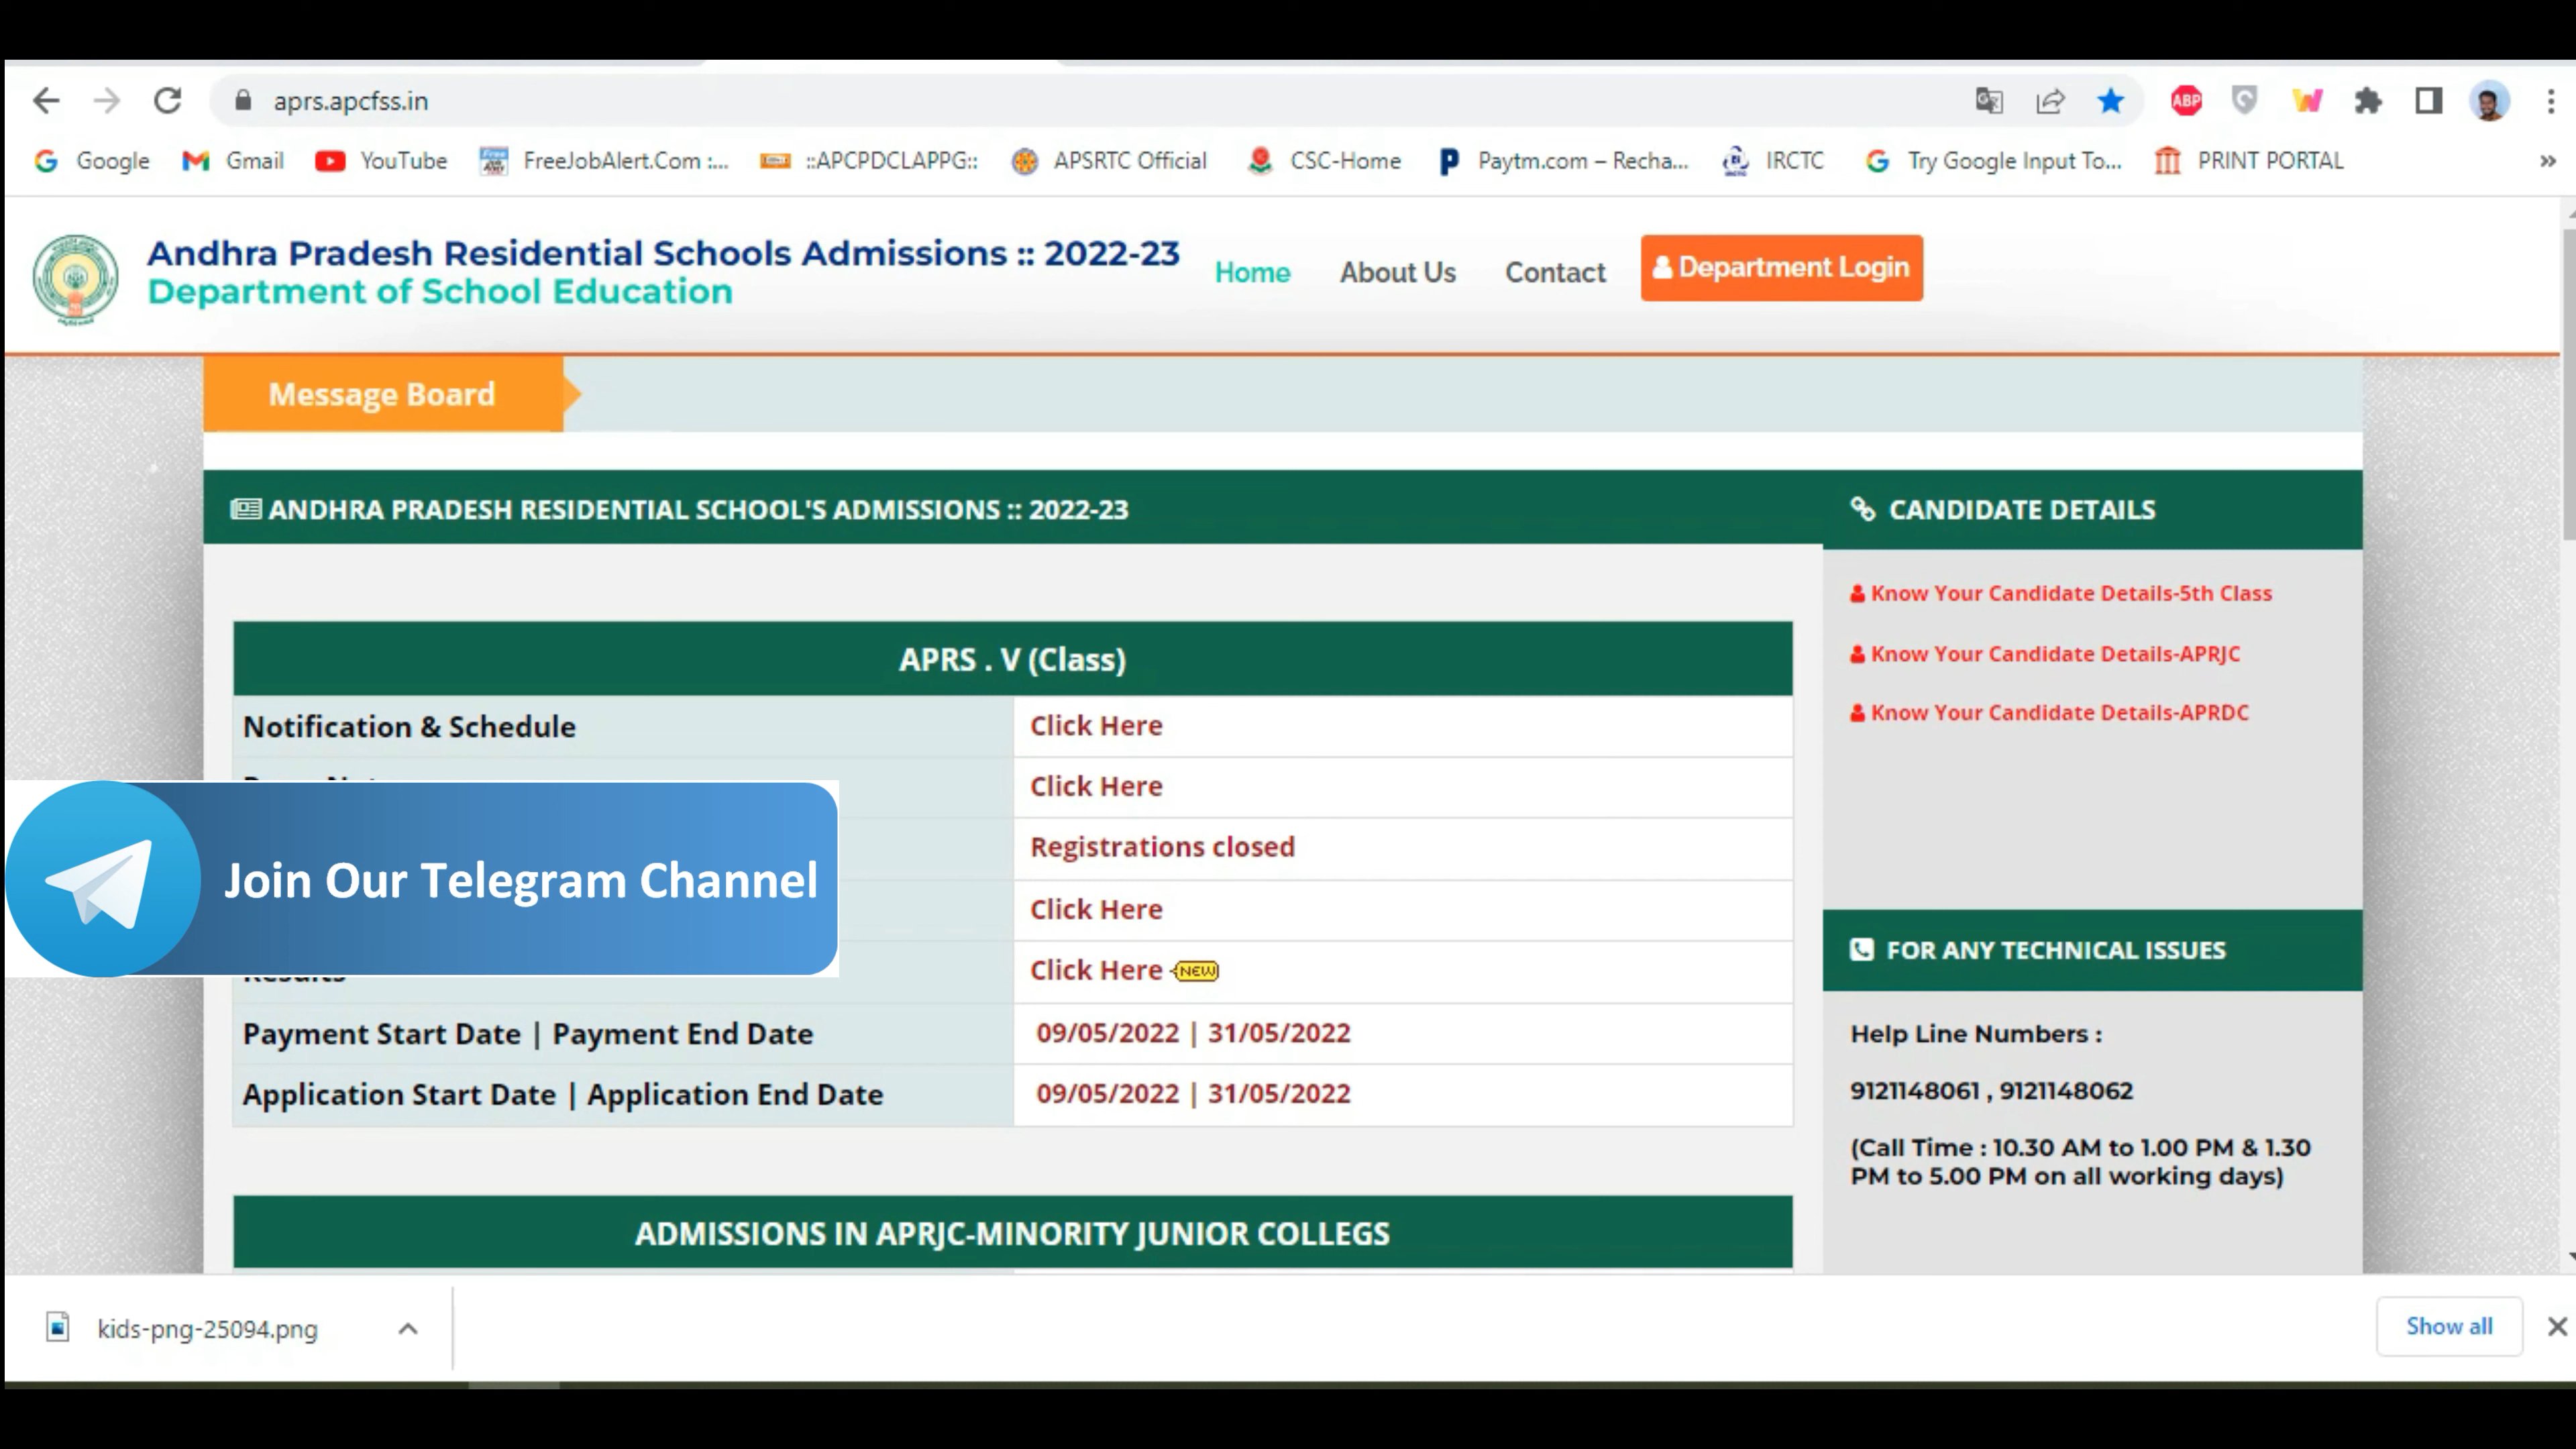 aprs.apcfss.in
ABP
Google Gmail YouTube FreeJobAlert.Com :... ::APCPDCLAPPG:: APSRTC Official CSC-Home Paytm.com – Recha... IRCTC Try Google Input To... PRINT PORTAL »
Andhra Pradesh Residential Schools Admissions :: 2022-23
Department of School Education
Home About Us Contact Department Login
Message Board
ANDHRA PRADESH RESIDENTIAL SCHOOL'S ADMISSIONS :: 2022-23
APRS . V (Class)
Notification & Schedule Click Here
Click Here
Registrations closed
Click Here
Results Click Here NEW
Payment Start Date | Payment End Date 09/05/2022 | 31/05/2022
Application Start Date | Application End Date 09/05/2022 | 31/05/2022
ADMISSIONS IN APRJC-MINORITY JUNIOR COLLEGS
Join Our Telegram Channel
CANDIDATE DETAILS
Know Your Candidate Details-5th Class
Know Your Candidate Details-APRJC
Know Your Candidate Details-APRDC
FOR ANY TECHNICAL ISSUES
Help Line Numbers :
9121148061 , 9121148062
(Call Time : 10.30 AM to 1.00 PM & 1.30
PM to 5.00 PM on all working days)
kids-png-25094.png
Show all